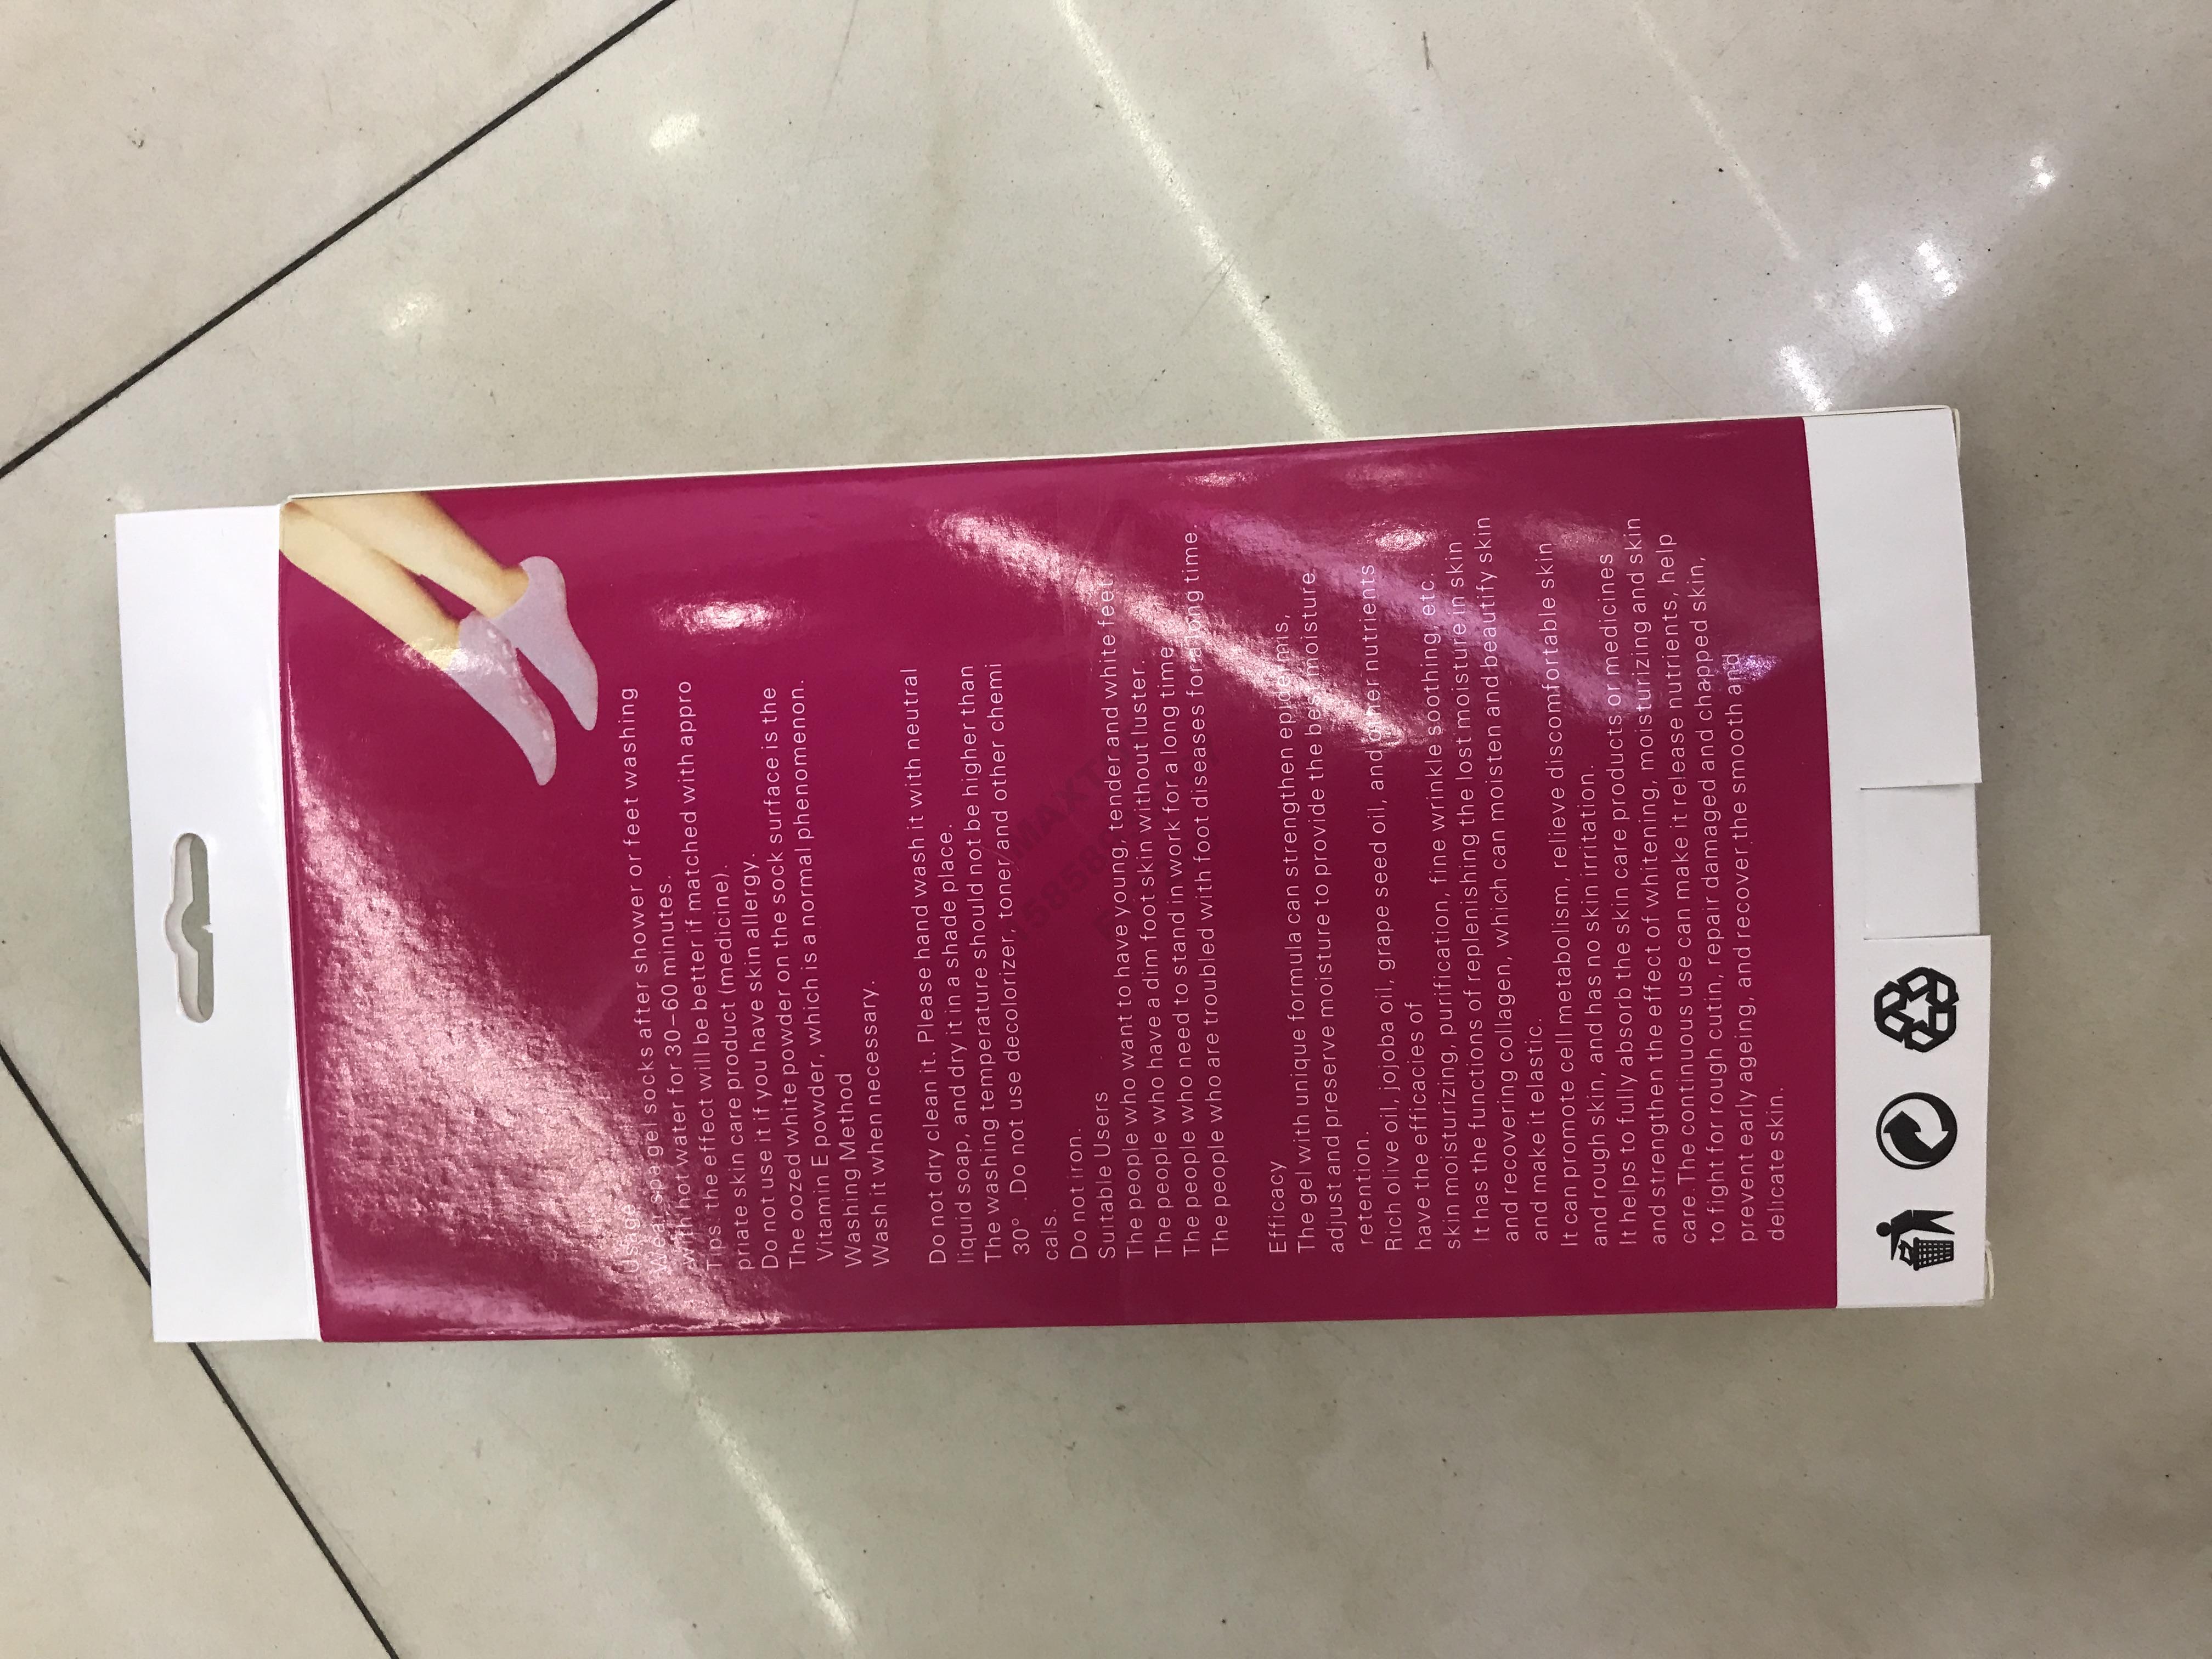 Usage
Wear spa gel socks after shower or feet washing
with hot water for 30-60 minutes.
Tips: the effect will be better if matched with appro
priate skin care product (medicine).
Do not use it if you have skin allergy.
The oozed white powder on the sock surface is the
Vitamin E powder, which is a normal phenomenon.
Washing Method
Wash it when necessary.
Do not dry clean it. Please hand wash it with neutral
liquid soap, and dry it in a shade place.
The washing temperature should not be higher than
30° .Do not use decolorizer, toner and other chemi
cals.
Do not iron.
Suitable Users
The people who want to have young, tender and white feet.
The people who have a dim foot skin without luster.
The people who need to stand in work for a long time.
The people who are troubled with foot diseases for a long time.
Efficacy
The gel with unique formula can strengthen epidermis,
adjust and preserve moisture to provide the best moisture
retention.
Rich olive oil, jojoba oil, grape seed oil, and other nutrients
have the efficacies of
skin moisturizing, purification, fine wrinkle soothing, etc.
It has the functions of replenishing the lost moisture in skin
and recovering collagen, which can moisten and beautify skin
and make it elastic.
It can promote cell metabolism, relieve discomfortable skin
and rough skin, and has no skin irritation.
It helps to fully absorb the skin care products or medicines
and strengthen the effect of whitening, moisturizing and skin
care. The continuous use can make it release nutrients, help
to fight for rough cutin, repair damaged and chapped skin,
prevent early ageing, and recover the smooth and
delicate skin.